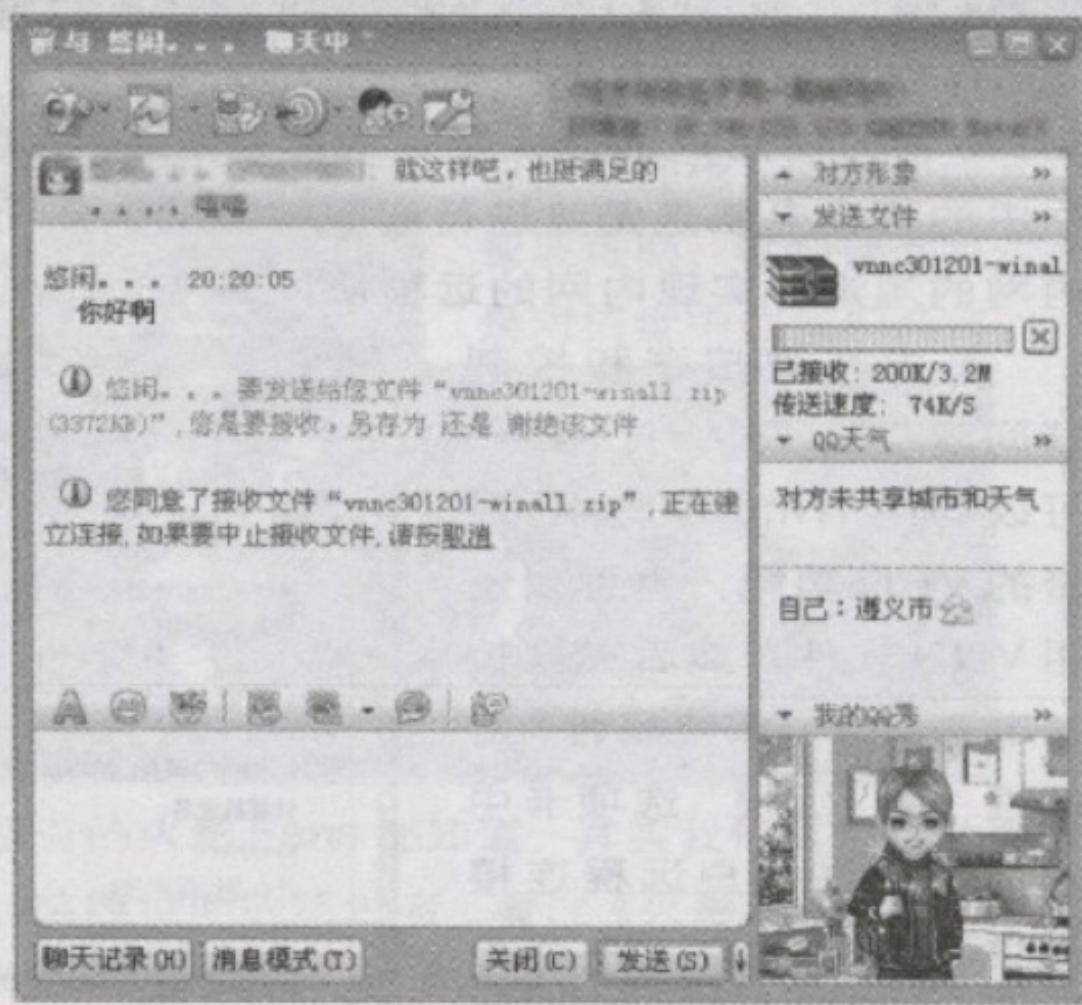 与 悠闲。。。 聊天中
就这样吧，也挺满足的
。。。。嘻嘻
悠闲。。。 20:20:05
你好啊
悠闲。。。要发送给您文件“vnnc301201-winall.zip
(3372KB)”,您是要接收，另存为 还是 谢绝该文件
您同意了接收文件“vnnc301201-winall.zip”,正在建
立连接,如果要中止接收文件,请按取消
聊天记录(H) 消息模式(T) 关闭(C) 发送(S)
对方形象
发送文件
vnnc301201-winal
已接收: 200K/3.2M
传送速度: 74K/S
QQ天气
对方未共享城市和天气
自己：遵义市
我的QQ秀